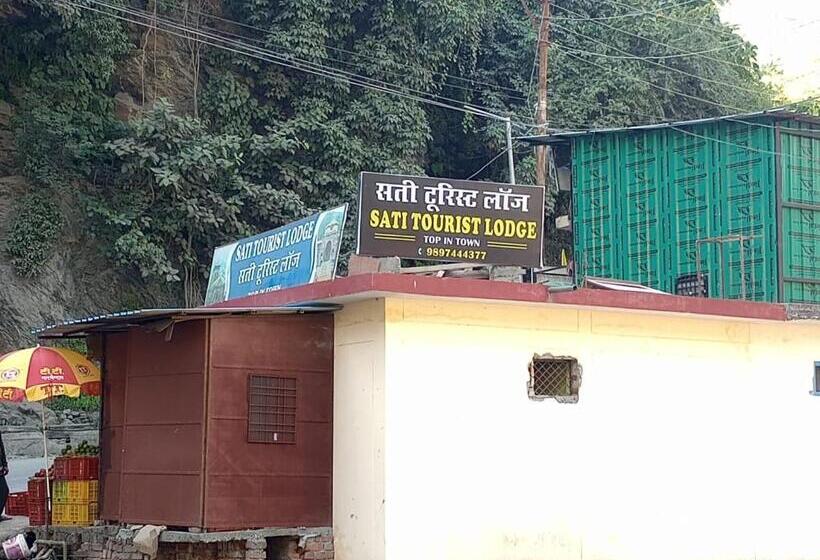 SATI TOURIST LODGE
सती टूरिस्ट लॉज
सती टूरिस्ट लॉज
SATI TOURIST LODGE
TOP IN TOWN
9897444377
टी.टी.